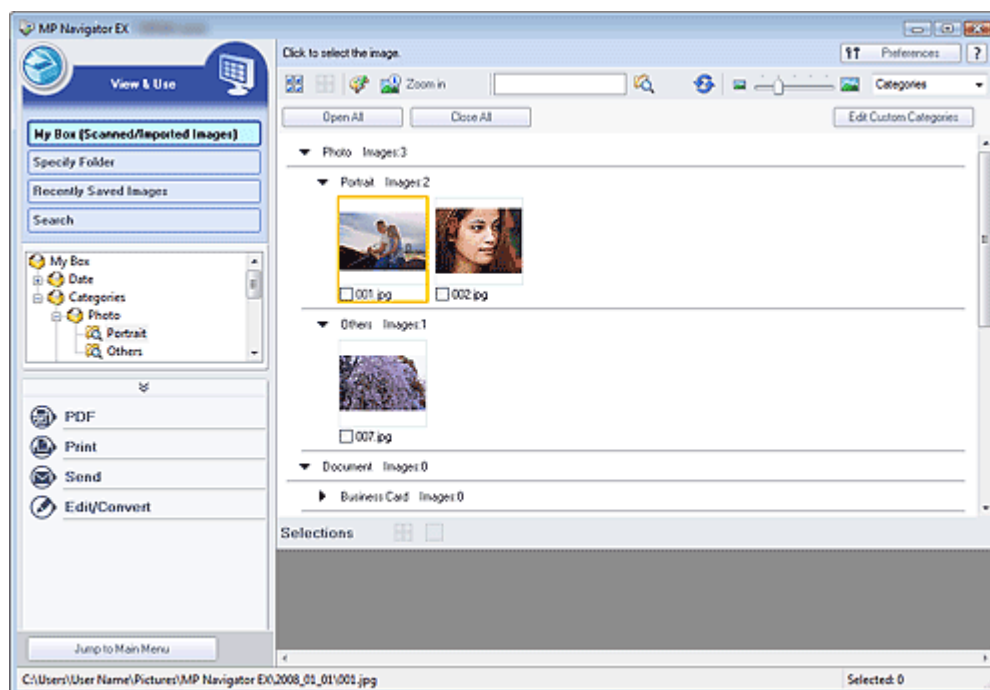 MP Navigator EX
View & Use
My Box (Scanned/Imported Images)
Specify Folder
Recently Saved Images
Search
My Box
Date
Categories
Photo
Portrait
Others
PDF
Print
Send
Edit/Convert
Jump to Main Menu
Click to select the image.
Preferences
?
Zoom in
Categories
Open All
Close All
Edit Custom Categories
Photo Images:3
Portrait Images:2
001.jpg
002.jpg
Others Images:1
007.jpg
Document Images:0
Business Card Images:0
Selections
C:\Users\User Name\Pictures\MP Navigator EX\2008_01_01\001.jpg
Selected: 0